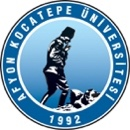 AFYON KOCATEPE ÜNİVERSİTESİ
1992